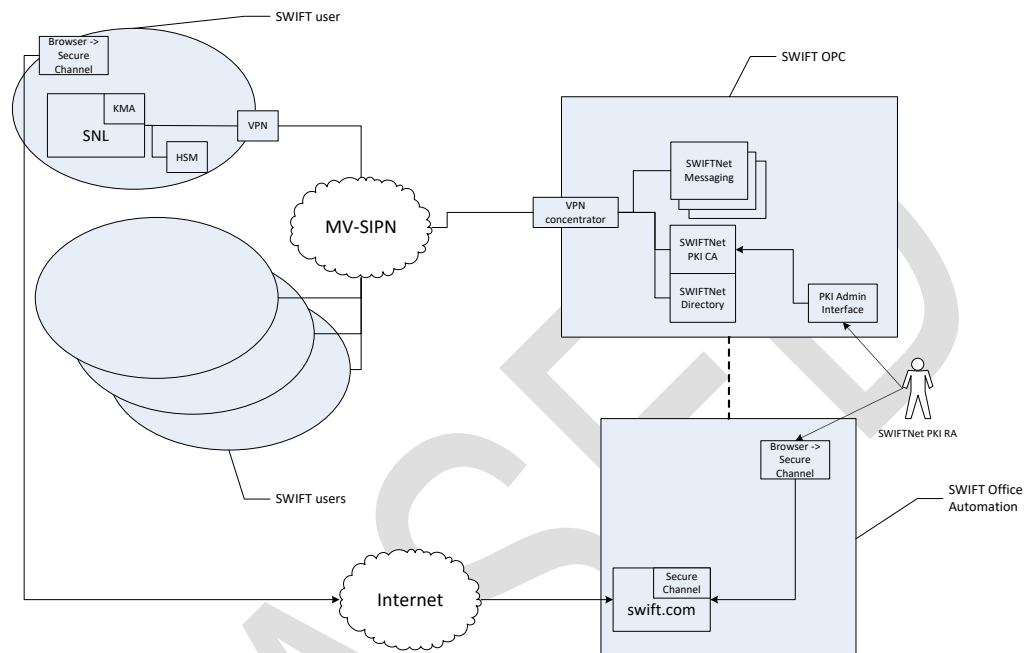 SWIFT user
Browser ->
Secure
Channel
KMA
SNL
HSM
VPN
SWIFT OPC
SWIFTNet
Messaging
VPN
concentrator
SWIFTNet
PKI CA
SWIFTNet
Directory
PKI Admin
Interface
MV-SIPN
SWIFTNet PKI RA
Browser ->
Secure
Channel
SWIFT users
SWIFT Office
Automation
Internet
Secure
Channel
swift.com